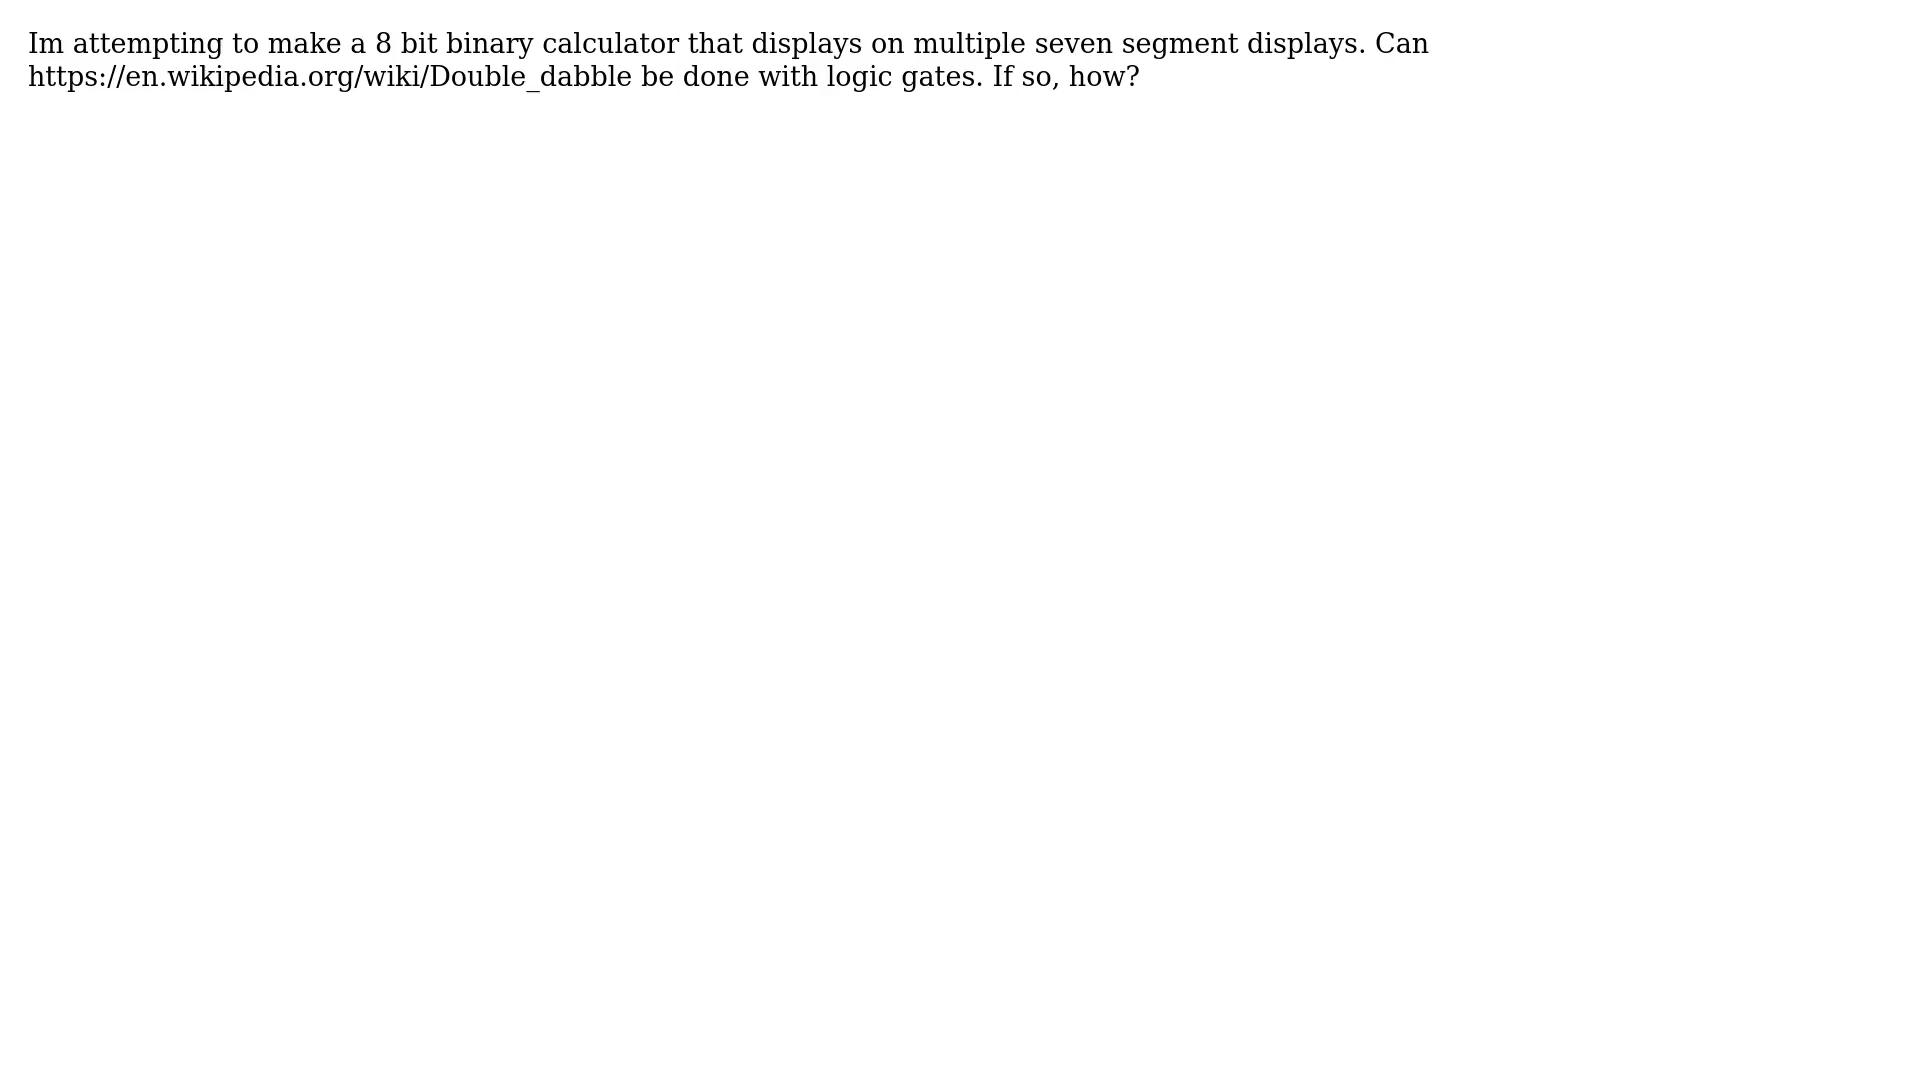 Im attempting to make a 8 bit binary calculator that displays on multiple seven segment displays. Can
https://en.wikipedia.org/wiki/Double_dabble be done with logic gates. If so, how?